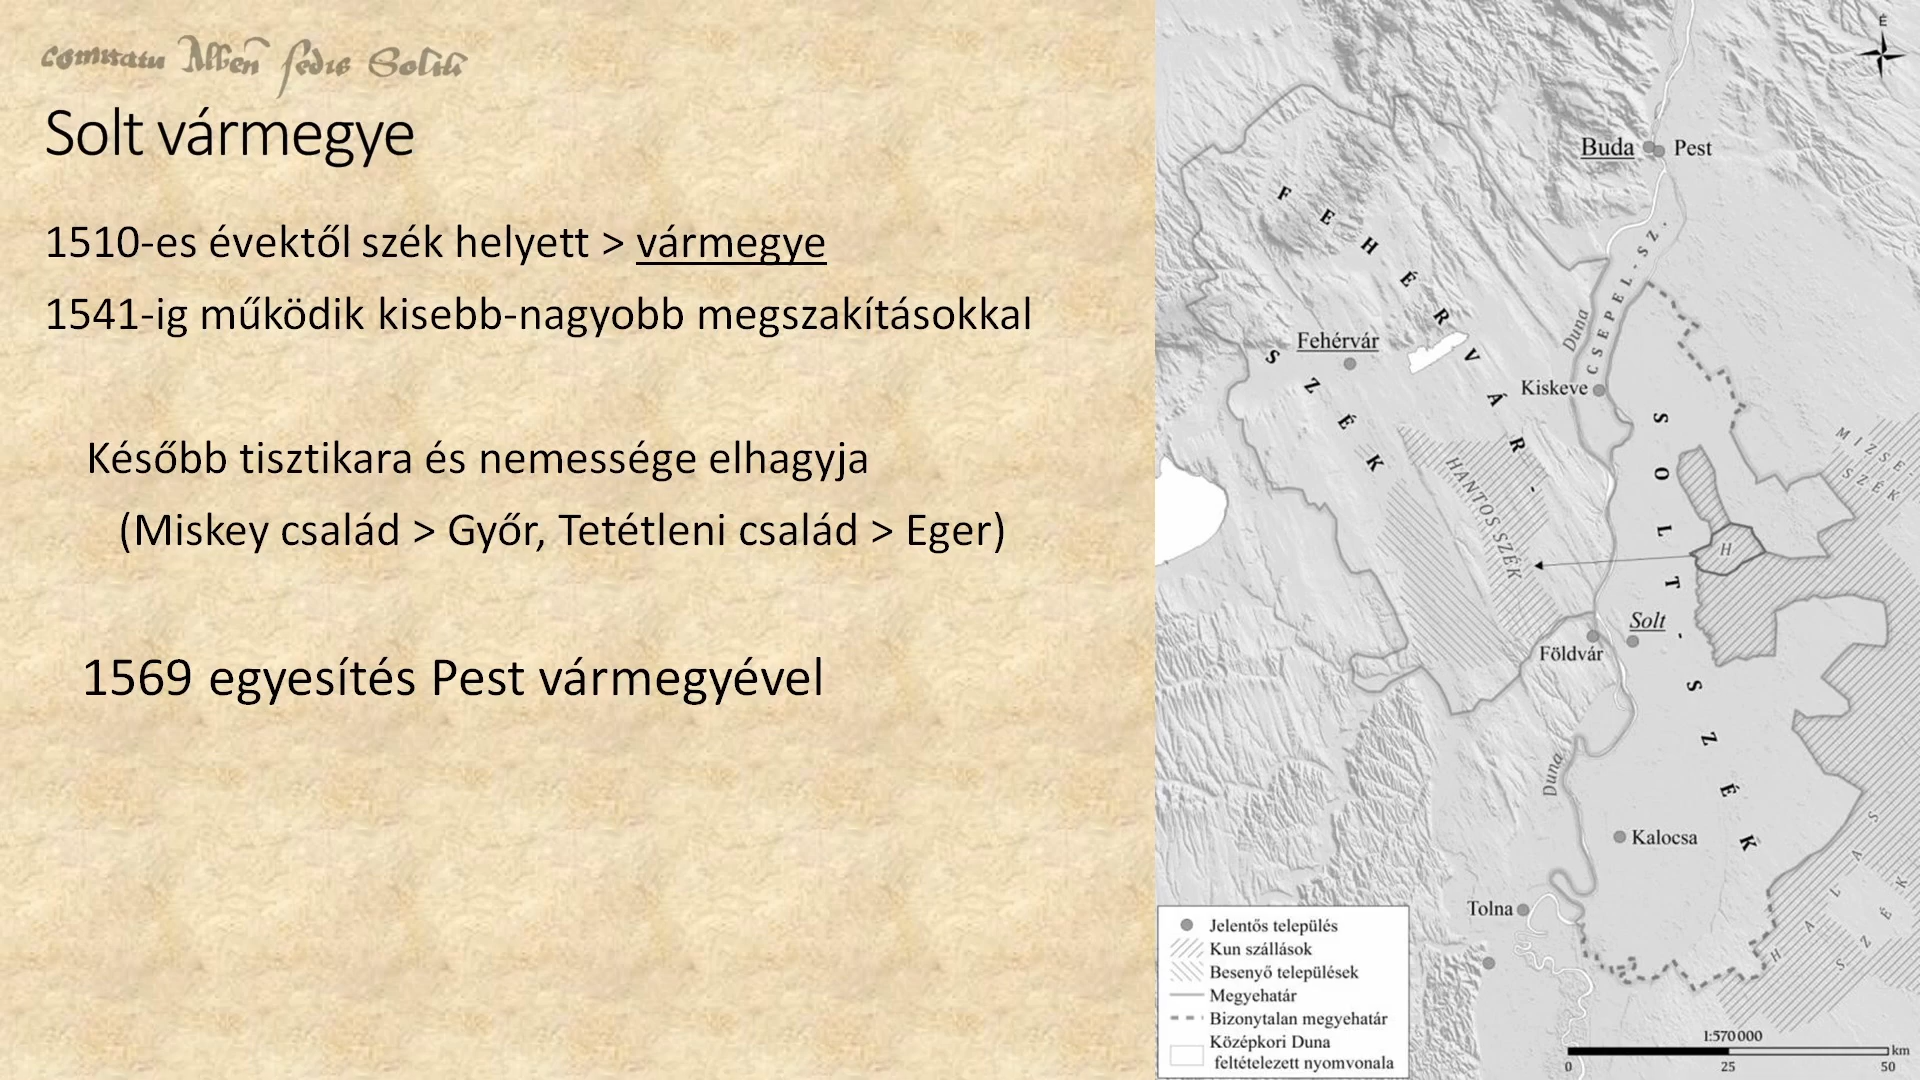 comitatu Alben sedis Solth
Solt vármegye
1510-es évektől szék helyett > vármegye
1541-ig működik kisebb-nagyobb megszakításokkal
Később tisztikara és nemessége elhagyja
(Miskey család > Győr, Tetétleni család > Eger)
1569 egyesítés Pest vármegyével
É
Buda
Pest
FEHÉRVÁR-
SZÉK
CSEPEL-SZ.
Duna
Fehérvár
Kiskeve
SOLT-SZÉK
MIZSE-
SZÉK
HANTOSSZÉK
H
Solt
Földvár
Duna
Kalocsa
Tolna
HALAS
SZÉK
Jelentős település
Kun szállások
Besenyő települések
Megyehatár
Bizonytalan megyehatár
Középkori Duna
feltételezett nyomvonala
1:570 000
km
0 25 50